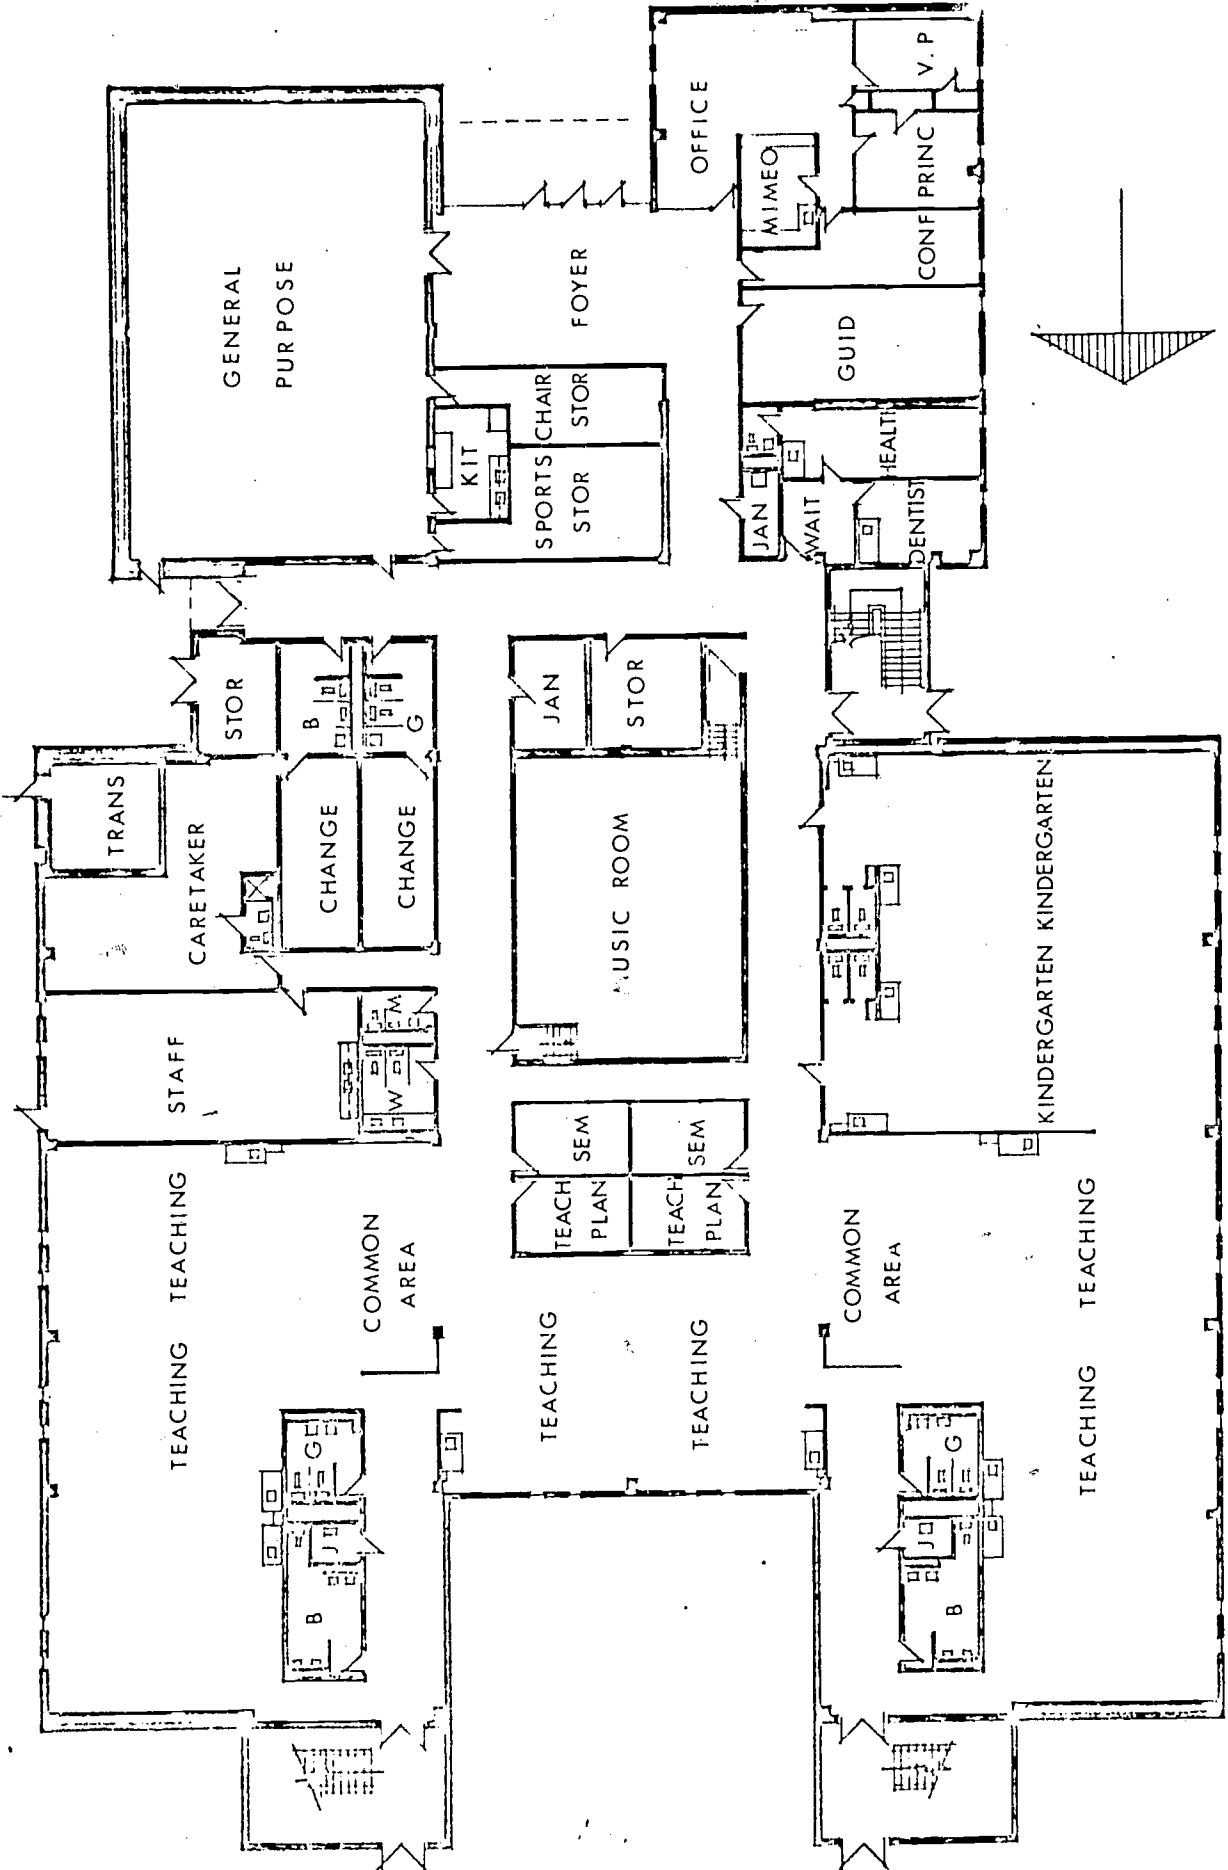 OFFICE
V. P
MIMEO
PRINC
CONF
GENERAL
PURPOSE
FOYER
GUID
CHAIR
STOR
KIT
SPORTS
STOR
HEALTH
JAN
WAIT
DENTIST
STOR
B
G
JAN
STOR
TRANS
CARETAKER
CHANGE
CHANGE
MUSIC ROOM
KINDERGARTEN
KINDERGARTEN
STAFF
M
W
SEM
SEM
TEACH
PLAN
TEACH
PLAN
TEACHING
TEACHING
COMMON
AREA
TEACHING
TEACHING
COMMON
AREA
TEACHING
TEACHING
G
J
B
G
J
B